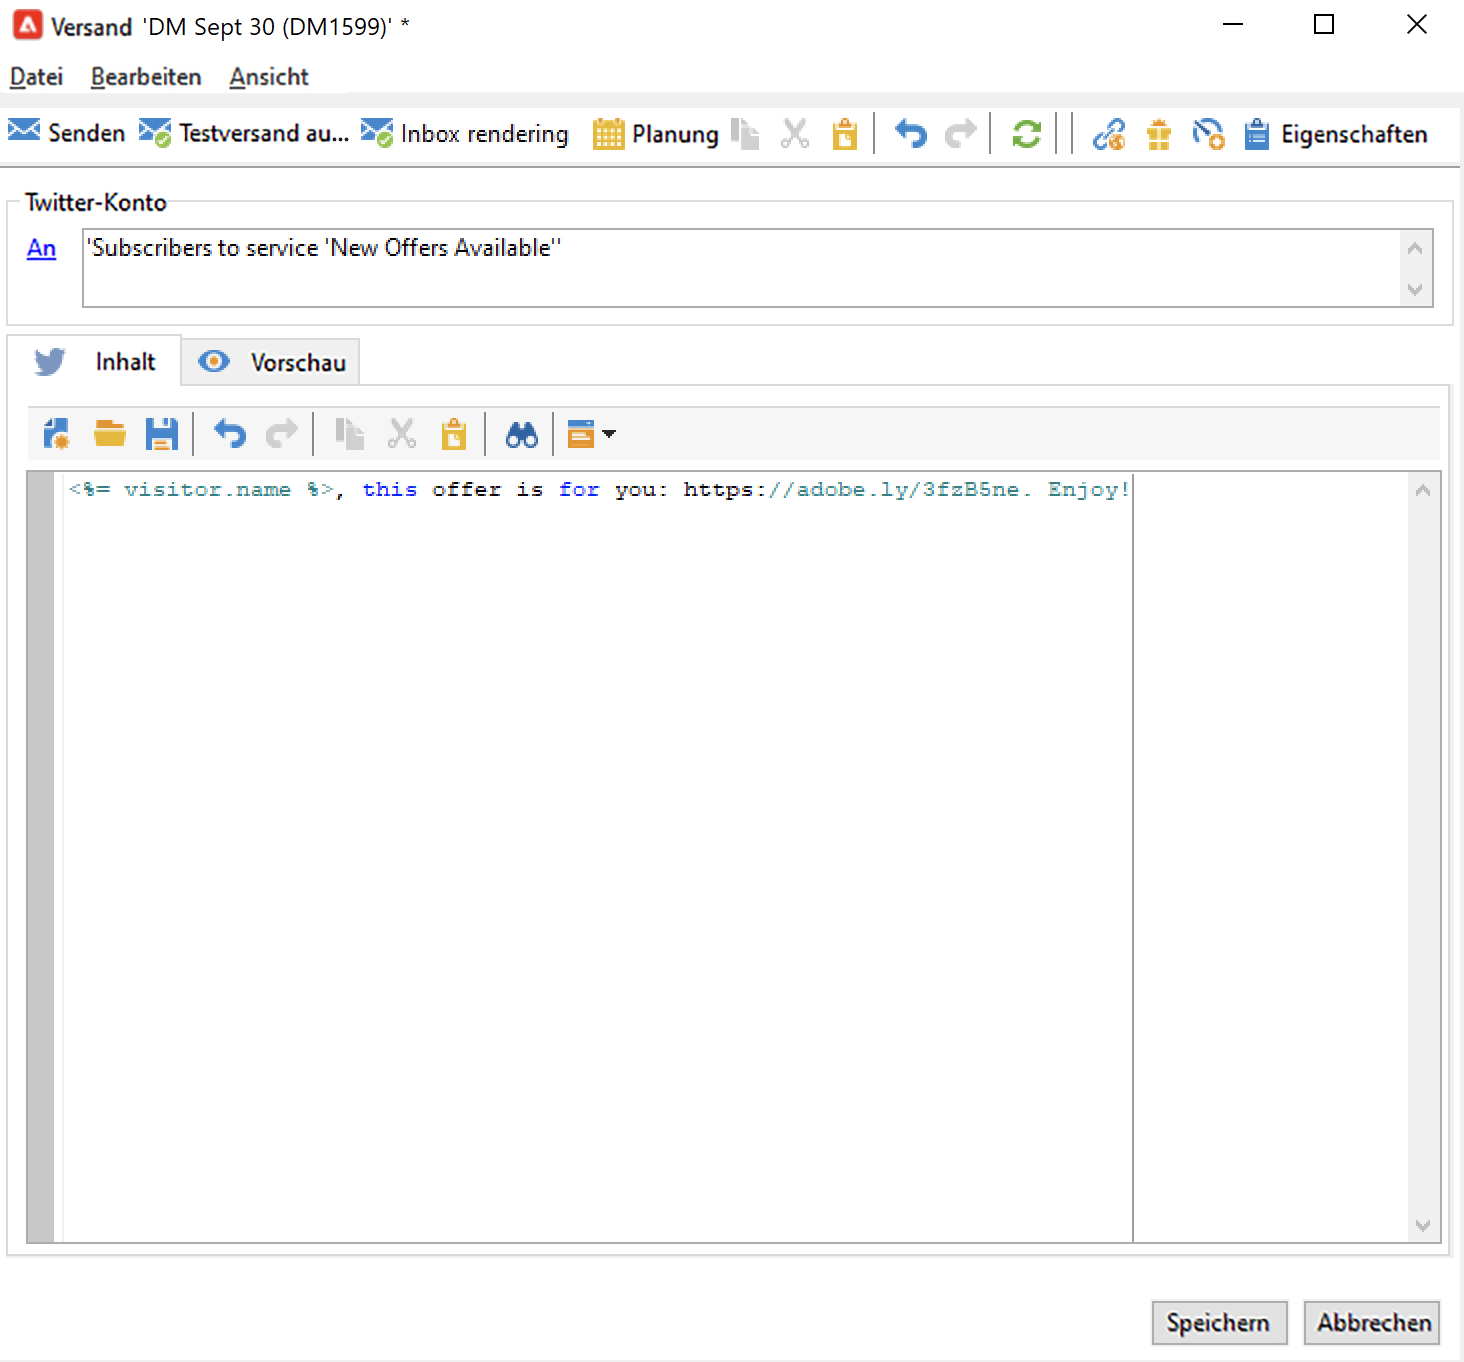 Versand 'DM Sept 30 (DM1599)' *
Datei Bearbeiten Ansicht
Senden Testversand au... Inbox rendering Planung Eigenschaften
Twitter-Konto
An 'Subscribers to service 'New Offers Available''
Inhalt Vorschau
<%= visitor.name %>, this offer is for you: https://adobe.ly/3fzB5ne. Enjoy!
Speichern Abbrechen